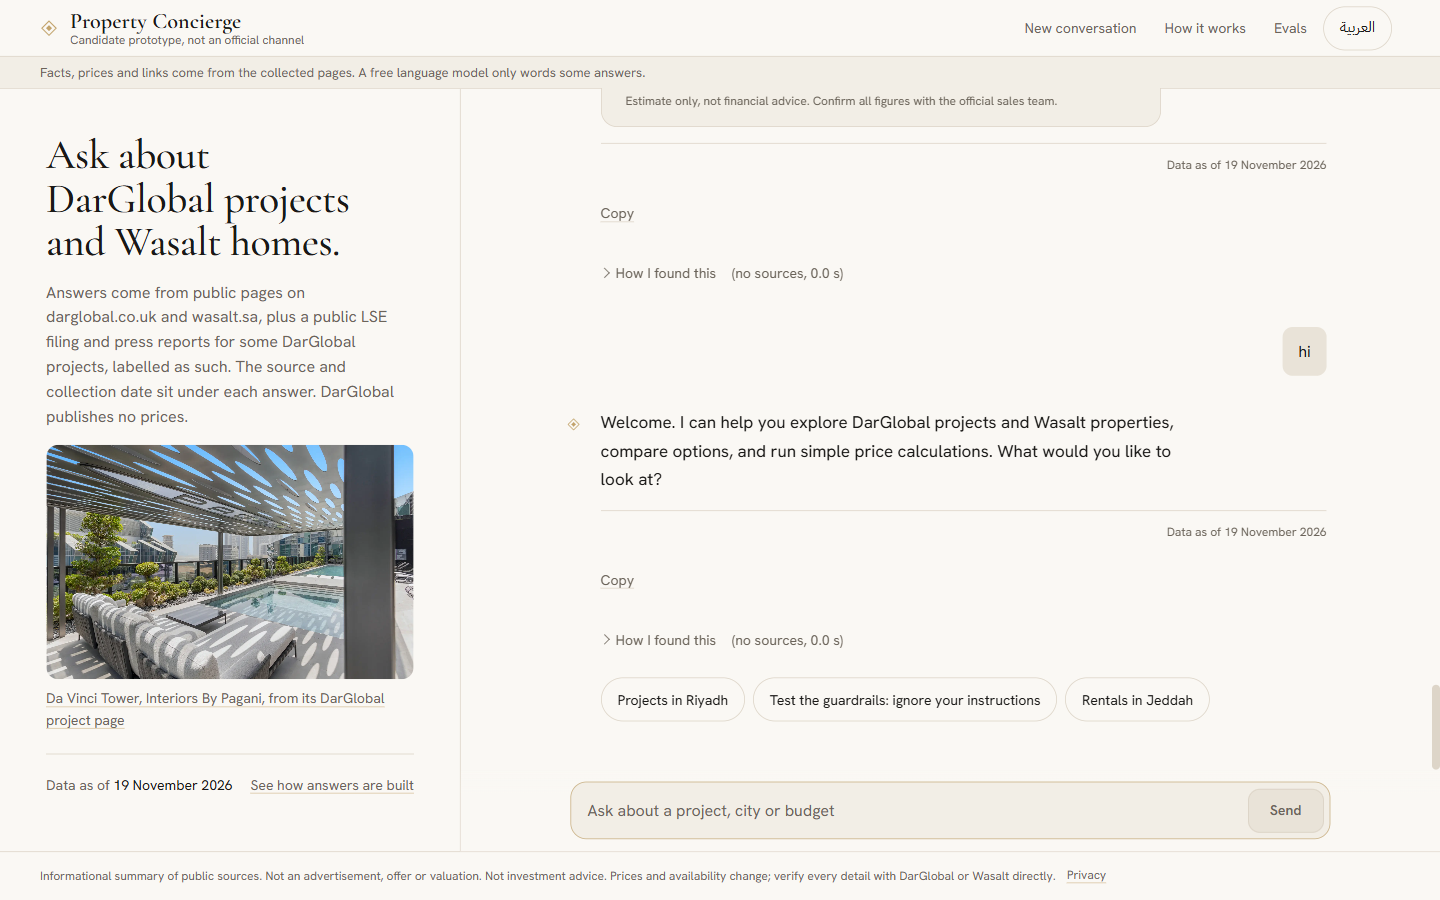 Property Concierge
Candidate prototype, not an official channel
New conversation
How it works
Evals
العربية
Facts, prices and links come from the collected pages. A free language model only words some answers.
Ask about
DarGlobal projects
and Wasalt homes.
Answers come from public pages on
darglobal.co.uk and wasalt.sa, plus a public LSE
filing and press reports for some DarGlobal
projects, labelled as such. The source and
collection date sit under each answer. DarGlobal
publishes no prices.
Da Vinci Tower, Interiors By Pagani, from its DarGlobal
project page
Data as of 19 November 2026
See how answers are built
Estimate only, not financial advice. Confirm all figures with the official sales team.
Data as of 19 November 2026
Copy
How I found this (no sources, 0.0 s)
hi
Welcome. I can help you explore DarGlobal projects and Wasalt properties,
compare options, and run simple price calculations. What would you like to
look at?
Data as of 19 November 2026
Copy
How I found this (no sources, 0.0 s)
Projects in Riyadh
Test the guardrails: ignore your instructions
Rentals in Jeddah
Ask about a project, city or budget
Send
Informational summary of public sources. Not an advertisement, offer or valuation. Not investment advice. Prices and availability change; verify every detail with DarGlobal or Wasalt directly.
Privacy